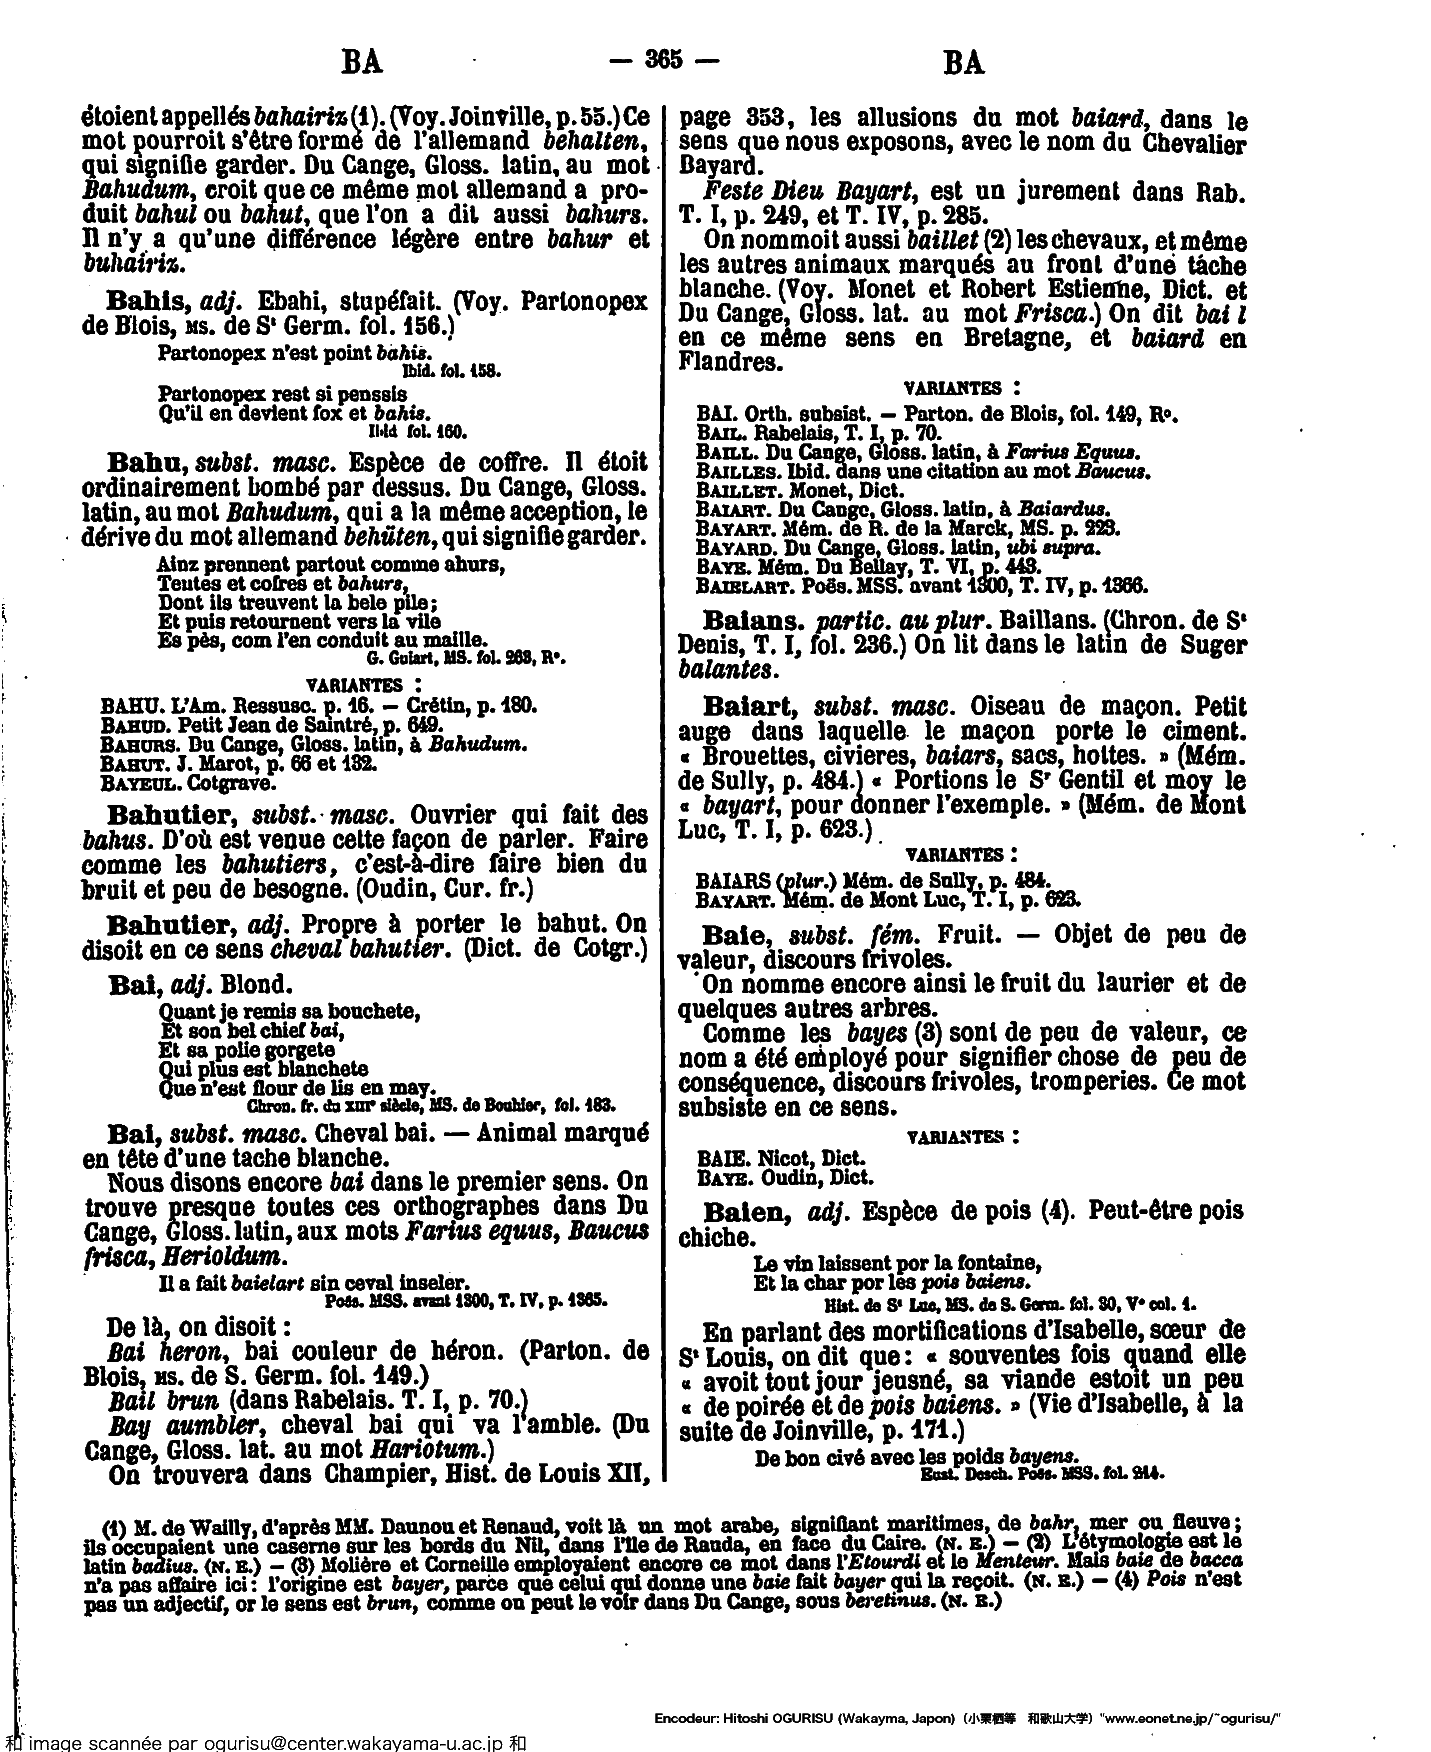 BA — 365 — BA
étoient appellés bahairiz (1). (Voy. Joinville, p. 55.) Ce
mot pourroit s'être formé de l'allemand behalten,
qui signifie garder. Du Cange, Gloss. latin, au mot
Bahudum, croit que ce même mot allemand a pro-
duit bahul ou bahut, que l'on a dit aussi bahurs.
Il n'y a qu'une différence légère entre bahur et
buhairiz.
Bahis, adj. Ebahi, stupéfait. (Voy. Partonopex
de Blois, MS. de St Germ. fol. 156.)
Partonopex n'est point bahis.
Ibid. fol. 158.
Partonopex rest si penssis
Qu'il en devient fox et bahis.
Ibid fol. 160.
Bahu, subst. masc. Espèce de coffre. Il étoit
ordinairement bombé par dessus. Du Cange, Gloss.
latin, au mot Bahudum, qui a la même acception, le
dérive du mot allemand behüten, qui signifie garder.
Ainz prennent partout comme ahurs,
Teutes et cofres et bahurs,
Dont ils treuvent la bele pile;
Et puis retournent vers la vile
Es pès, com l'en conduit au maille.
G. Guiart, MS. fol. 263, R°.
VARIANTES :
BAHU. L'Am. Ressusc. p. 16. — Crétin, p. 180.
BAHUD. Petit Jean de Saintré, p. 649.
BAHURS. Du Cange, Gloss. latin, à Bahudum.
BAHUT. J. Marot, p. 66 et 132.
BAYEUL. Cotgrave.
Bahutier, subst. masc. Ouvrier qui fait des
bahus. D'où est venue cette façon de parler. Faire
comme les bahutiers, c'est-à-dire faire bien du
bruit et peu de besogne. (Oudin, Cur. fr.)
Bahutier, adj. Propre à porter le bahut. On
disoit en ce sens cheval bahutier. (Dict. de Cotgr.)
Bai, adj. Blond.
Quant je remis sa bouchete,
Et son bel chief bai,
Et sa polie gorgete
Qui plus est blanchete
Que n'est flour de lis en may.
Chron. fr. du XIIIe siècle, MS. de Bouhier, fol. 183.
Bai, subst. masc. Cheval bai. — Animal marqué
en tête d'une tache blanche.
Nous disons encore bai dans le premier sens. On
trouve presque toutes ces orthographes dans Du
Cange, Gloss. latin, aux mots Farius equus, Baucus
frisca, Herioldum.
Il a fait baielart sin ceval inseler.
Poës. MSS. avant 1300, T. IV, p. 1365.
De là, on disoit :
Bai heron, bai couleur de héron. (Parton. de
Blois, MS. de S. Germ. fol. 149.)
Bail brun (dans Rabelais. T. I, p. 70.)
Bay aumbler, cheval bai qui va l'amble. (Du
Cange, Gloss. lat. au mot Hariotum.)
On trouvera dans Champier, Hist. de Louis XII,
page 353, les allusions du mot baiard, dans le
sens que nous exposons, avec le nom du Chevalier
Bayard.
Feste Dieu Bayart, est un jurement dans Rab.
T. I, p. 249, et T. IV, p. 285.
On nommoit aussi baillet (2) les chevaux, et même
les autres animaux marqués au front d'une tâche
blanche. (Voy. Monet et Robert Estienne, Dict. et
Du Cange, Gloss. lat. au mot Frisca.) On dit bai l
en ce même sens en Bretagne, et baiard en
Flandres.
VARIANTES :
BAI. Orth. subsist. — Parton. de Blois, fol. 149, R°.
BAIL. Rabelais, T. I, p. 70.
BAILL. Du Cange, Gloss. latin, à Farius Equus.
BAILLES. Ibid. dans une citation au mot Baucus.
BAILLET. Monet, Dict.
BAIART. Du Cange, Gloss. latin, à Baiardus.
BAYART. Mém. de R. de la Marck, MS. p. 223.
BAYARD. Du Cange, Gloss. latin, ubi supra.
BAYE. Mém. Du Bellay, T. VI, p. 443.
BAIELART. Poës. MSS. avant 1300, T. IV, p. 1366.
Baians. partic. au plur. Baillans. (Chron. de St
Denis, T. I, fol. 236.) On lit dans le latin de Suger
balantes.
Baiart, subst. masc. Oiseau de maçon. Petit
auge dans laquelle le maçon porte le ciment.
« Brouettes, civieres, baiars, sacs, hottes. » (Mém.
de Sully, p. 484.) « Portions le Sr Gentil et moy le
« bayart, pour donner l'exemple. » (Mém. de Mont
Luc, T. I, p. 623.)
VARIANTES :
BAIARS (plur.) Mém. de Sully, p. 484.
BAYART. Mém. de Mont Luc, T. I, p. 623.
Baie, subst. fém. Fruit. — Objet de peu de
valeur, discours frivoles.
On nomme encore ainsi le fruit du laurier et de
quelques autres arbres.
Comme les bayes (3) sont de peu de valeur, ce
nom a été employé pour signifier chose de peu de
conséquence, discours frivoles, tromperies. Ce mot
subsiste en ce sens.
VARIANTES :
BAIE. Nicot, Dict.
BAYE. Oudin, Dict.
Baien, adj. Espèce de pois (4). Peut-être pois
chiche.
Le vin laissent por la fontaine,
Et la char por les pois baiens.
Hist. de St Luc, MS. de S. Germ. fol. 30, V° col. 1.
En parlant des mortifications d'Isabelle, sœur de
St Louis, on dit que : « souventes fois quand elle
« avoit tout jour jeusné, sa viande estoit un peu
« de poirée et de pois baiens. » (Vie d'Isabelle, à la
suite de Joinville, p. 171.)
De bon civé avec les poids bayens.
Eust. Desch. Poës. MSS. fol. 214.
(1) M. de Wailly, d'après MM. Daunou et Renaud, voit là un mot arabe, signifiant maritimes, de bahr, mer ou fleuve ;
ils occupaient une caserne sur les bords du Nil, dans l'île de Rauda, en face du Caire. (N. E.) — (2) L'étymologie est le
latin badius. (N. E.) — (3) Molière et Corneille employaient encore ce mot dans l'Etourdi et le Menteur. Mais baie de bacca
n'a pas affaire ici : l'origine est bayer, parce que celui qui donne une baie fait bayer qui la reçoit. (N. E.) — (4) Pois n'est
pas un adjectif, or le sens est brun, comme on peut le voir dans Du Cange, sous beretinus. (N. E.)
Encodeur: Hitoshi OGURISU (Wakayma, Japon) (小栗栖等 和歌山大学) "www.eonet.ne.jp/~ogurisu/"
和 image scannée par ogurisu@center.wakayama-u.ac.jp 和